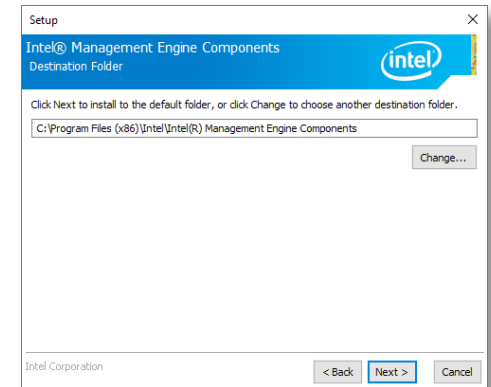 Setup
Intel® Management Engine Components
Destination Folder
intel
Click Next to install to the default folder, or click Change to choose another destination folder.
C:\Program Files (x86)\Intel\Intel(R) Management Engine Components
Change...
Intel Corporation
< Back
Next >
Cancel